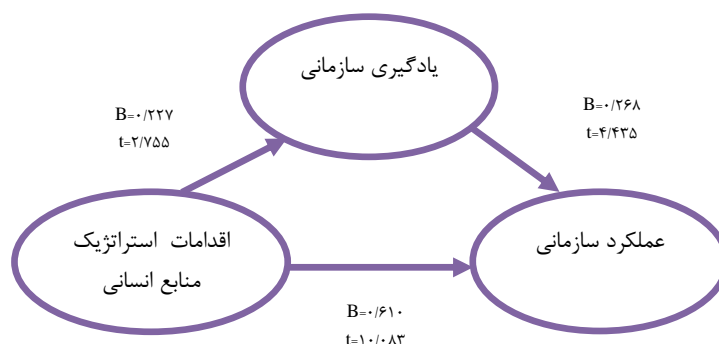 یادگیری سازمانی
B=۰/۲۲۷
t=۲/۷۵۵
B=۰/۲۶۸
t=۴/۴۳۵
اقدامات استراتژیک
منابع انسانی
عملکرد سازمانی
B=۰/۶۱۰
t=۱۰/۰۸۳